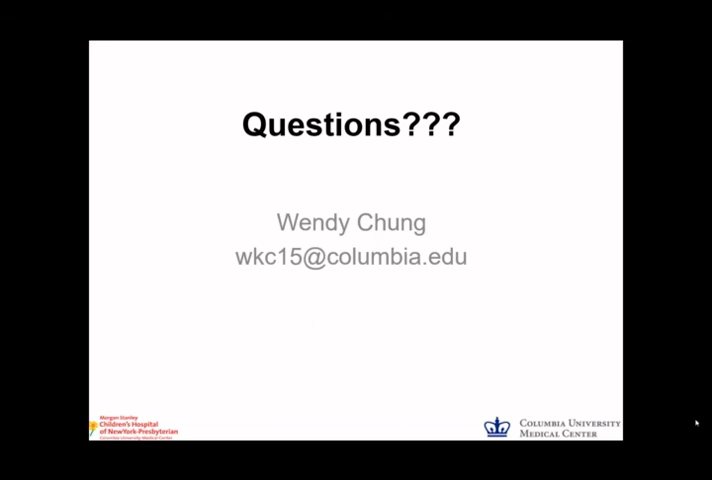 Questions???
Wendy Chung
wkc15@columbia.edu
Morgan Stanley
Children's Hospital
of NewYork-Presbyterian
Columbia University Medical Center
COLUMBIA UNIVERSITY
MEDICAL CENTER